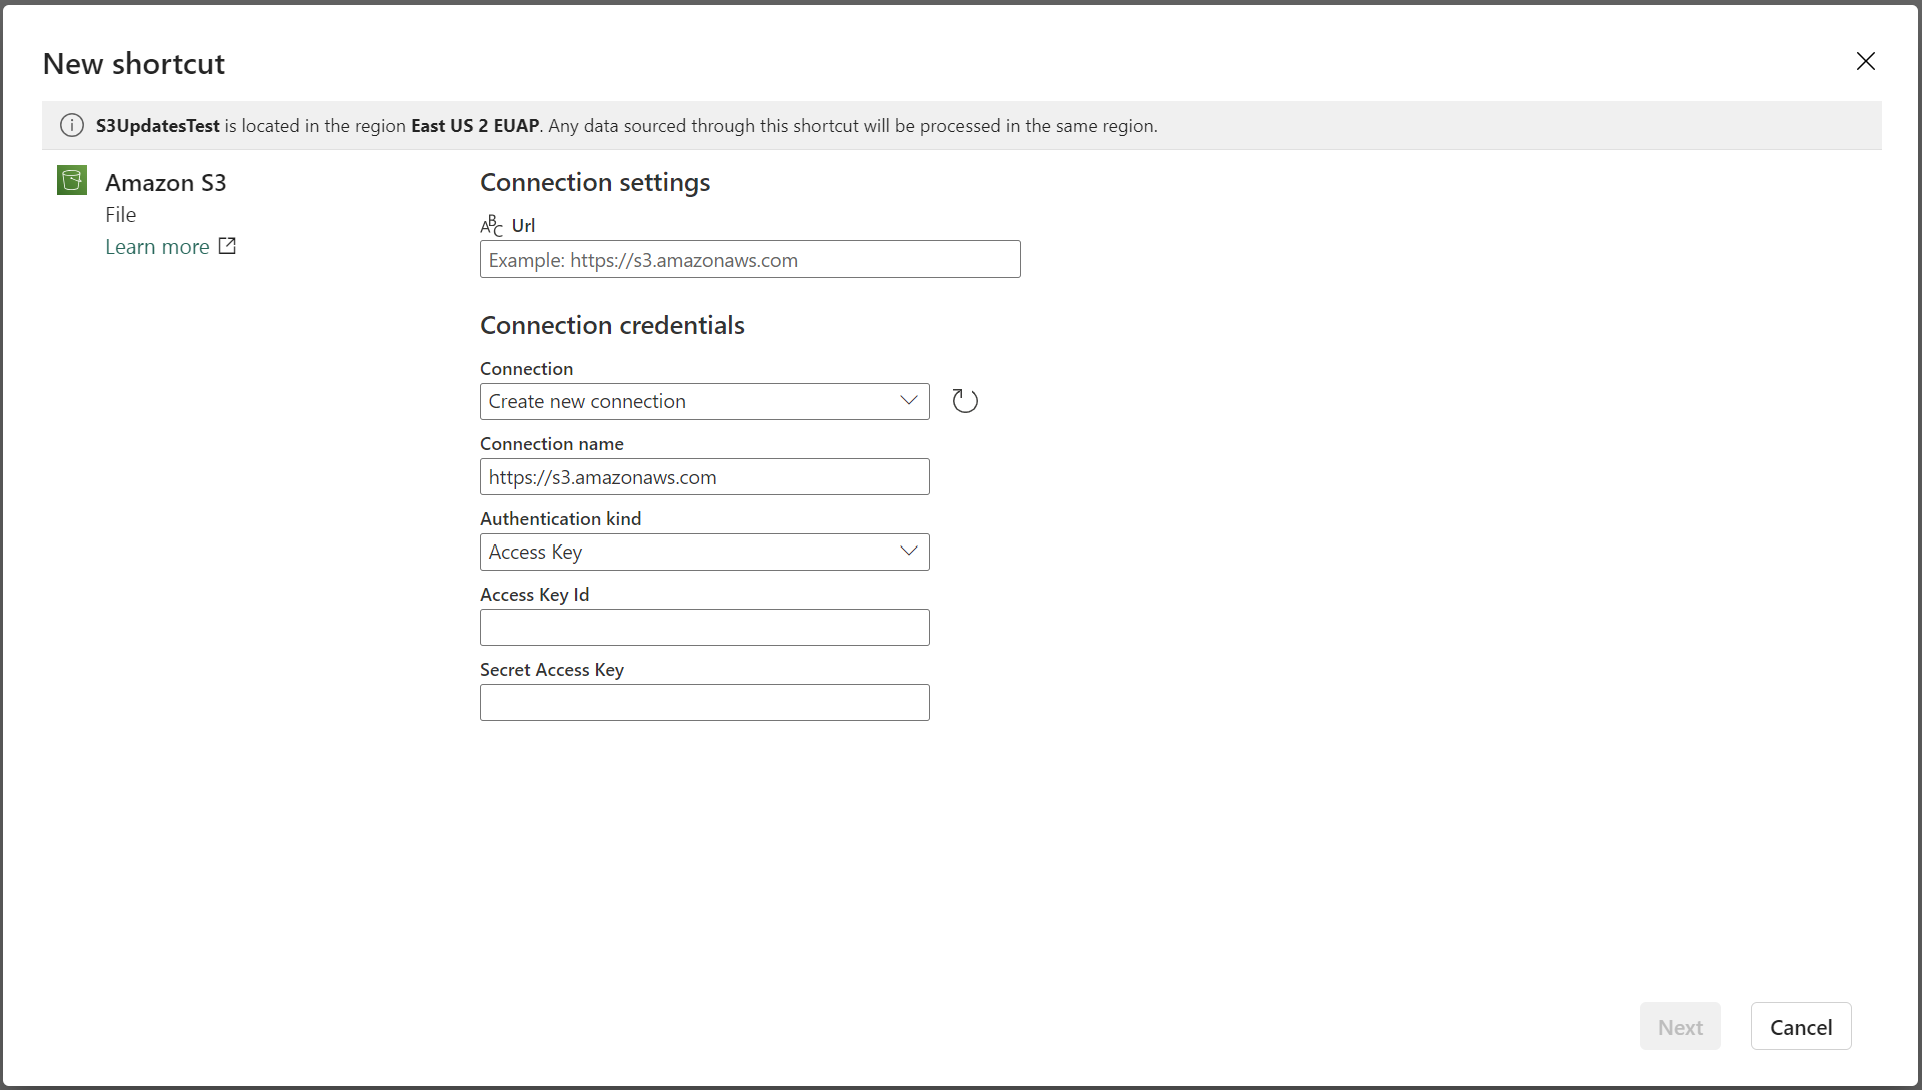 New shortcut
S3UpdatesTest is located in the region East US 2 EUAP. Any data sourced through this shortcut will be processed in the same region.
Amazon S3
File
Learn more
Connection settings
ABC Url
Example: https://s3.amazonaws.com
Connection credentials
Connection
Create new connection
Connection name
https://s3.amazonaws.com
Authentication kind
Access Key
Access Key Id
Secret Access Key
Next
Cancel